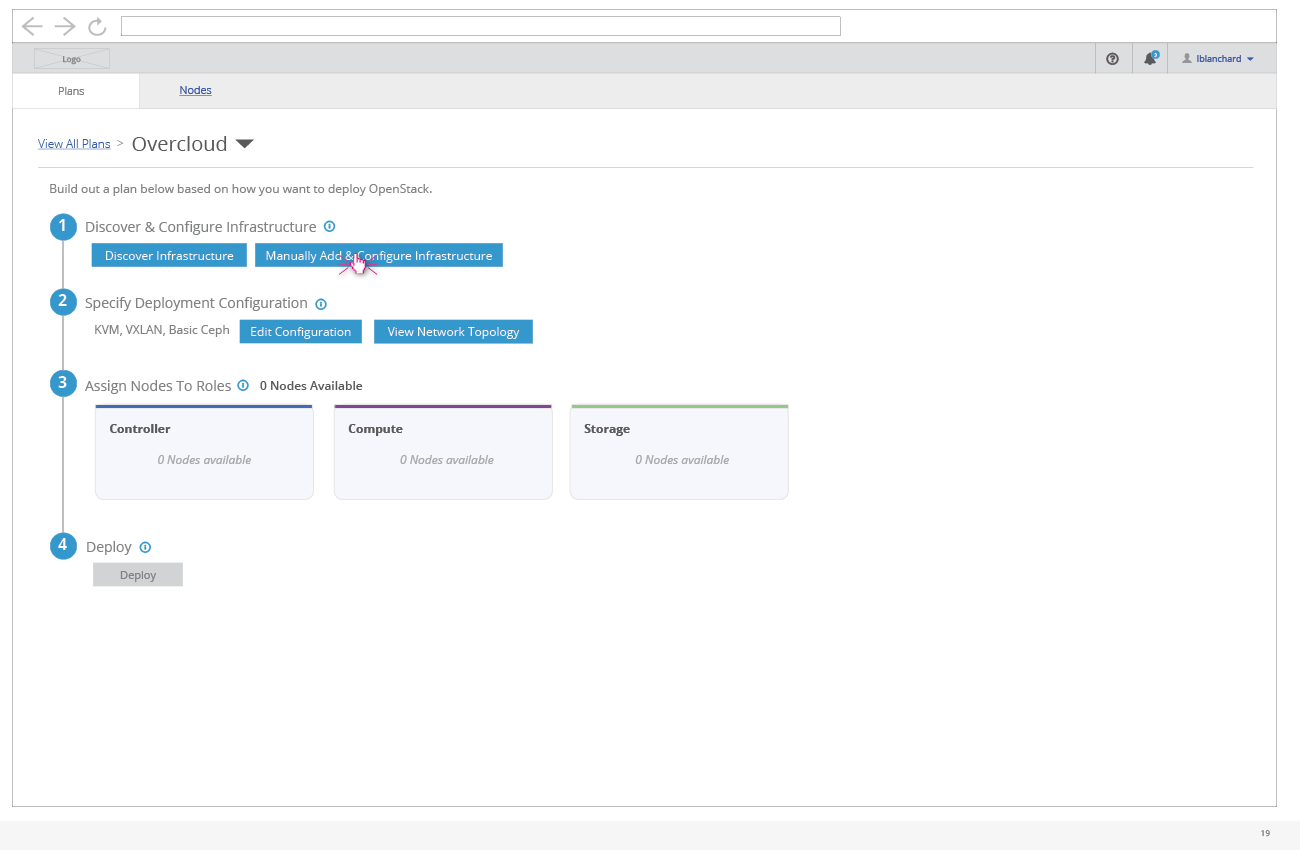 Logo
3
lblanchard
Plans
Nodes
View All Plans > Overcloud
Build out a plan below based on how you want to deploy OpenStack.
1 Discover & Configure Infrastructure
Discover Infrastructure
Manually Add & Configure Infrastructure
2 Specify Deployment Configuration
KVM, VXLAN, Basic Ceph
Edit Configuration
View Network Topology
3 Assign Nodes To Roles
0 Nodes Available
Controller
0 Nodes available
Compute
0 Nodes available
Storage
0 Nodes available
4 Deploy
Deploy
19